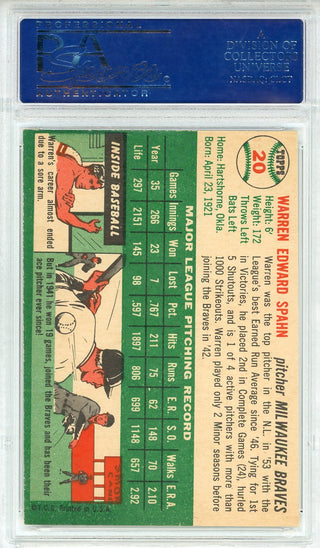 PROFESSIONAL
PSA
AUTHENTICATOR
A
DIVISION OF
COLLECTORS
UNIVERSE
NASDAQ: CLCT
TOPPS
20
WARREN EDWARD SPAHN
pitcher MILWAUKEE BRAVES
Height: 6'
Weight: 172
Throws Left
Bats Left
Home: Hartshorne, Okla.
Born: April 23, 1921
Warren was the top pitcher in the NL in '53 with the
League's best Earned Run Average since '46. Tying for 1st
in Victories, he placed 2nd in Complete Games (24), hurled
5 Shutouts, and is 1 of 4 active pitchers with more than
1000 Strikeouts. Warren played only 2 Minor seasons before
joining the Braves in '42.
MAJOR LEAGUE PITCHING RECORD
Games Innings Won Lost Pct. Hits Runs E.R. S.O. Walks E.R.A.
Year 35 266 23 7 .767 211 75 62 148 70 2.10
Life 297 2151 145 98 .597 1897 806 694 1148 657 2.92
INSIDE BASEBALL
Warren's career almost ended
due to a sore arm.
But in 1941 he won 19 games, joined the Braves and has been
ace pitcher ever since!
© T.C.G. Printed in U.S.A.